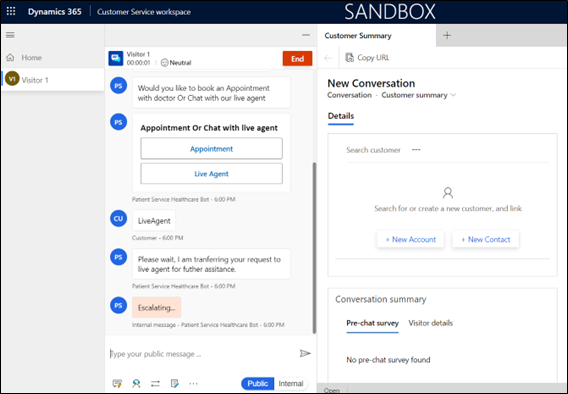 Dynamics 365
Customer Service workspace
SANDBOX
Home
V1
Visitor 1
Visitor 1
00:00:01
Neutral
End
PS
Would you like to book an Appointment
with doctor Or Chat with our live agent
PS
Appointment Or Chat with live agent
Appointment
Live Agent
Patient Service Healthcare Bot - 6:00 PM
CU
LiveAgent
Customer - 6:00 PM
PS
Please wait, I am tranferring your request to
live agent for futher assitance.
Patient Service Healthcare Bot - 6:00 PM
PS
Escalating...
Internal message - Patient Service Healthcare Bot - 6:00 PM
Type your public message ...
Public
Internal
Customer Summary
Copy URL
New Conversation
Conversation · Customer summary
Details
Search customer
Search for or create a new customer, and link
+ New Account
+ New Contact
Conversation summary
Pre-chat survey
Visitor details
No pre-chat survey found
Open